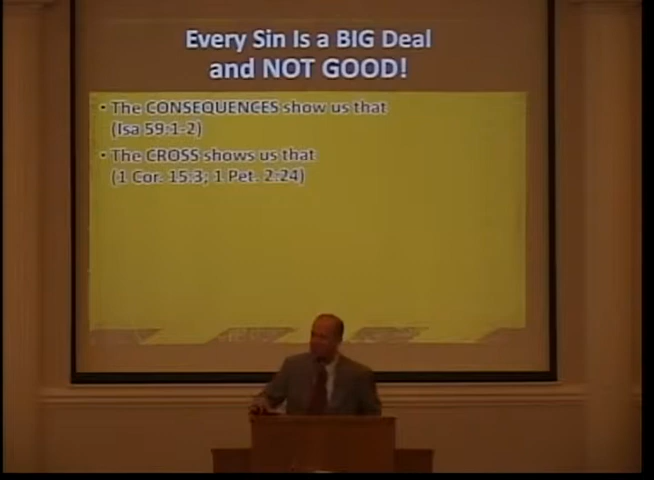 Every Sin Is a BIG Deal
and NOT GOOD!
• The CONSEQUENCES show us that
(Isa 59:1-2)
• The CROSS shows us that
(1 Cor. 15:3; 1 Pet. 2:24)